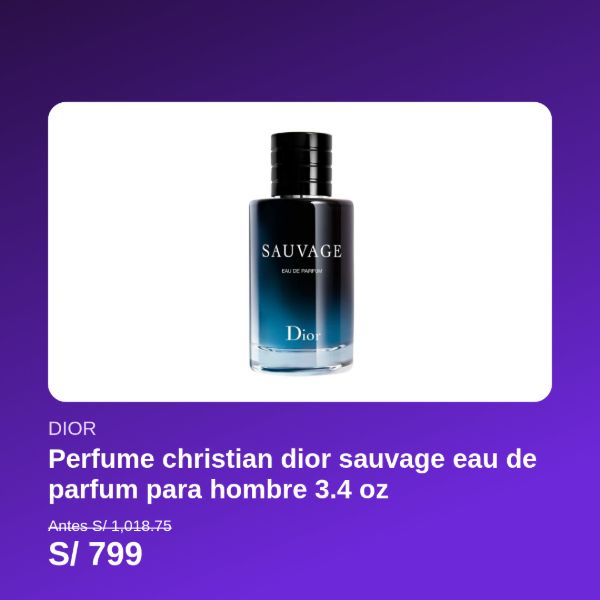 SAUVAGE
EAU DE PARFUM
Dior
DIOR
Perfume christian dior sauvage eau de
parfum para hombre 3.4 oz
Antes S/ 1,018.75
S/ 799